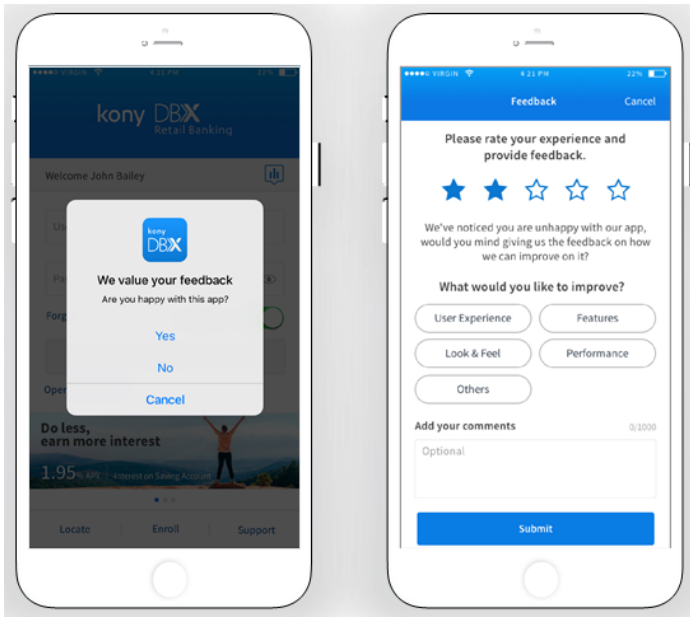 VIRGIN
4:21 PM
22%
kony DBX
Retail Banking
Welcome John Bailey
kony
DBX
We value your feedback
Are you happy with this app?
Yes
No
Cancel
Do less,
earn more interest
1.95% APY Interest on Saving Account
Locate Enroll Support
VIRGIN
4:21 PM
22%
Feedback
Cancel
Please rate your experience and
provide feedback.
We've noticed you are unhappy with our app,
would you mind giving us the feedback on how
we can improve on it?
What would you like to improve?
User Experience Features
Look & Feel Performance
Others
Add your comments 0/1000
Optional
Submit